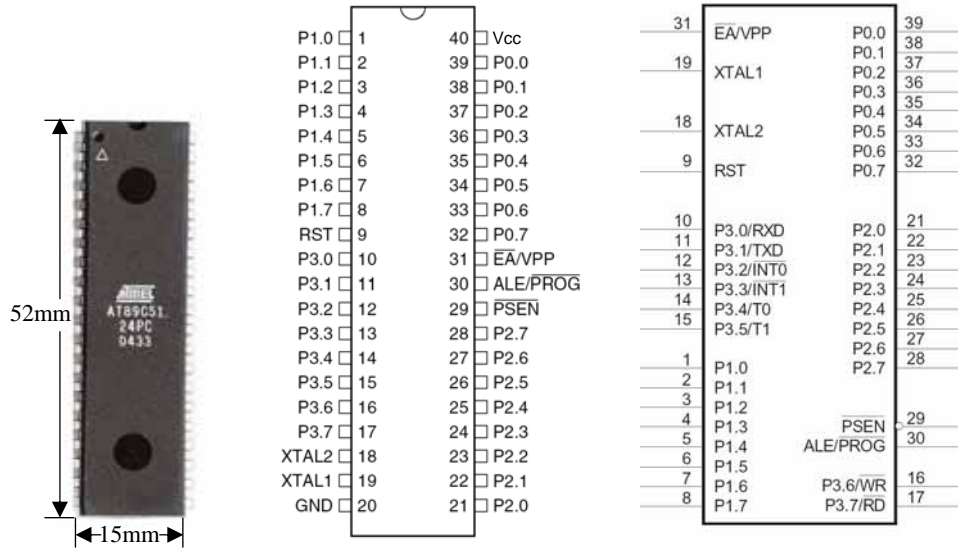 52mm
15mm
ATMEL
AT89C51
24PC
0433
P1.0 1 40 Vcc
P1.1 2 39 P0.0
P1.2 3 38 P0.1
P1.3 4 37 P0.2
P1.4 5 36 P0.3
P1.5 6 35 P0.4
P1.6 7 34 P0.5
P1.7 8 33 P0.6
RST 9 32 P0.7
P3.0 10 31 EA/VPP
P3.1 11 30 ALE/PROG
P3.2 12 29 PSEN
P3.3 13 28 P2.7
P3.4 14 27 P2.6
P3.5 15 26 P2.5
P3.6 16 25 P2.4
P3.7 17 24 P2.3
XTAL2 18 23 P2.2
XTAL1 19 22 P2.1
GND 20 21 P2.0
31 EA/VPP P0.0 39
P0.1 38
19 XTAL1 P0.2 37
P0.3 36
P0.4 35
18 XTAL2 P0.5 34
P0.6 33
9 RST P0.7 32
10 P3.0/RXD P2.0 21
11 P3.1/TXD P2.1 22
12 P3.2/INT0 P2.2 23
13 P3.3/INT1 P2.3 24
14 P3.4/T0 P2.4 25
15 P3.5/T1 P2.5 26
P2.6 27
1 P1.0 P2.7 28
2 P1.1
3 P1.2
4 P1.3 PSEN 29
5 P1.4 ALE/PROG 30
6 P1.5
7 P1.6 P3.6/WR 16
8 P1.7 P3.7/RD 17